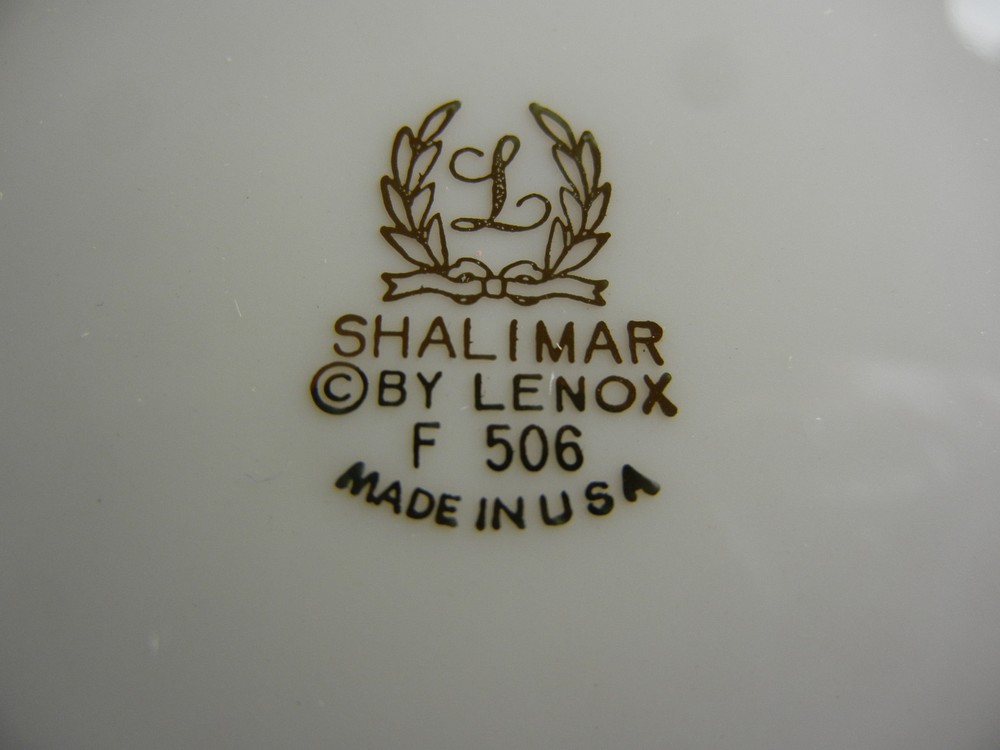 L
SHALIMAR
©BY LENOX
F 506
MADE IN USA